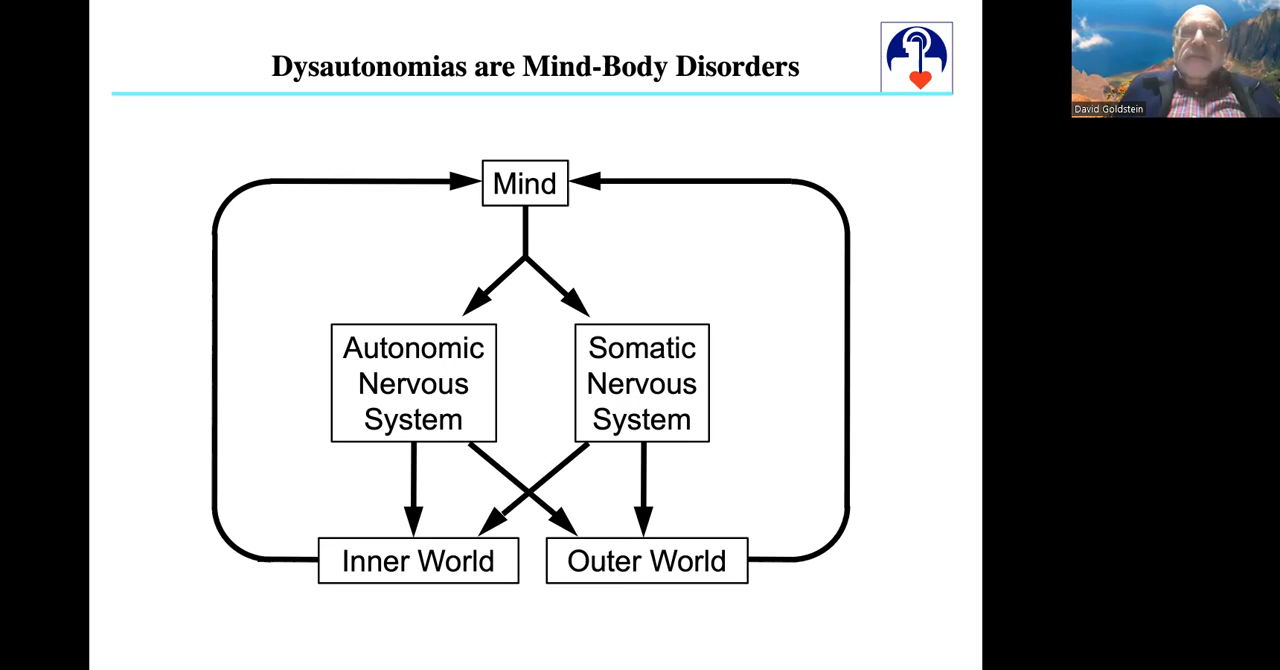 Dysautonomias are Mind-Body Disorders
David Goldstein
Mind
Autonomic
Nervous
System
Somatic
Nervous
System
Inner World
Outer World